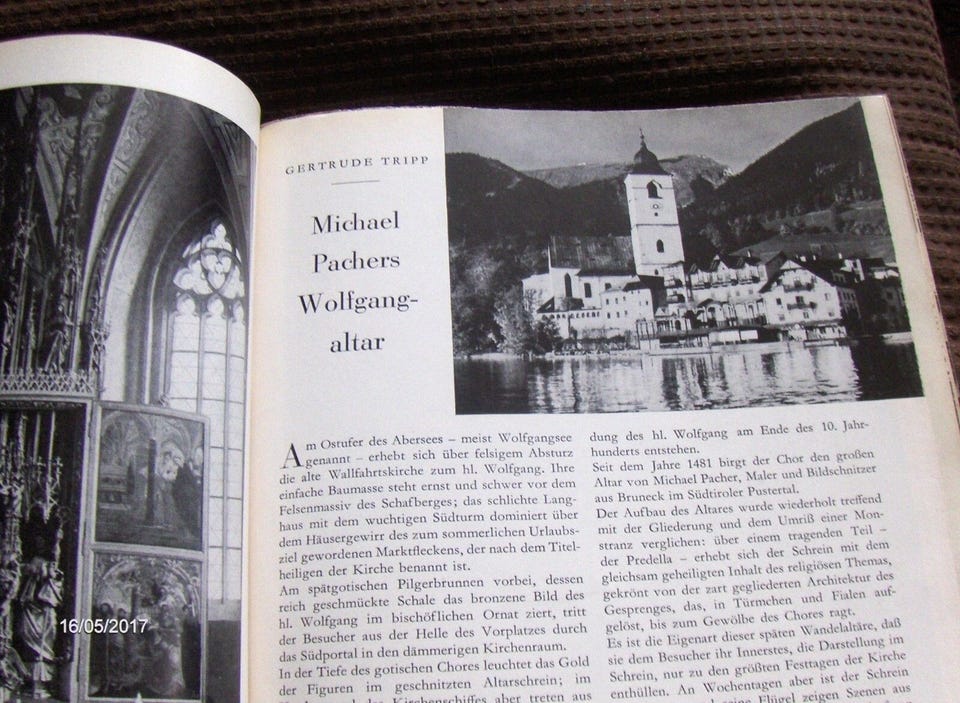 GERTRUDE TRIPP
Michael
Pachers
Wolfgang-
altar
Am Ostufer des Abersees – meist Wolfgangsee
genannt – erhebt sich über felsigem Absturz
die alte Wallfahrtskirche zum hl. Wolfgang. Ihre
einfache Baumasse steht ernst und schwer vor dem
Felsenmassiv des Schafberges; das schlichte Lang-
haus mit dem wuchtigen Südturm dominiert über
dem Häusergewirr des zum sommerlichen Urlaubs-
ziel gewordenen Marktfleckens, der nach dem Titel-
heiligen der Kirche benannt ist.
Am spätgotischen Pilgerbrunnen vorbei, dessen
reich geschmückte Schale das bronzene Bild des
hl. Wolfgang im bischöflichen Ornat ziert, tritt
der Besucher aus der Helle des Vorplatzes durch
das Südportal in den dämmerigen Kirchenraum.
In der Tiefe des gotischen Chores leuchtet das Gold
der Figuren im geschnitzten Altarschrein; im
des Kirchenschiffes aber treten aus
dung des hl. Wolfgang am Ende des 10. Jahr-
hunderts entstehen.
Seit dem Jahre 1481 birgt der Chor den großen
Altar von Michael Pacher, Maler und Bildschnitzer
aus Bruneck im Südtiroler Pustertal.
Der Aufbau des Altares wurde wiederholt treffend
mit der Gliederung und dem Umriß einer Mon-
stranz verglichen: über einem tragenden Teil –
der Predella – erhebt sich der Schrein mit dem
gleichsam geheiligten Inhalt des religiösen Themas,
gekrönt von der zart gegliederten Architektur des
Gesprenges, das, in Türmchen und Fialen auf-
gelöst, bis zum Gewölbe des Chores ragt.
Es ist die Eigenart dieser späten Wandelaltäre, daß
sie dem Besucher ihr Innerstes, die Darstellung im
Schrein, nur zu den größten Festtagen der Kirche
enthüllen. An Wochentagen aber ist der Schrein
seine Flügel zeigen Szenen aus
16/05/2017